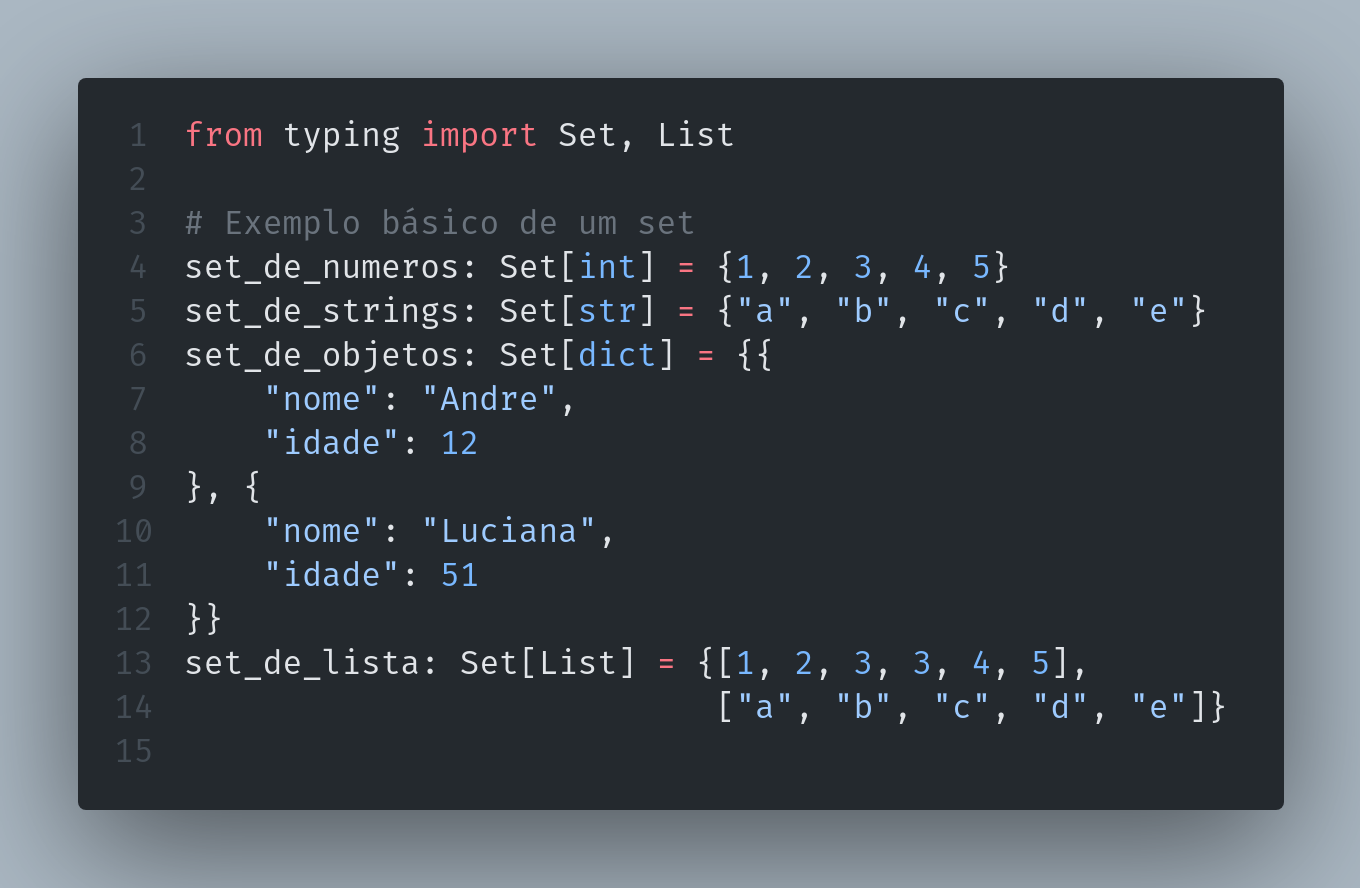 1 from typing import Set, List
2
3 # Exemplo básico de um set
4 set_de_numeros: Set[int] = {1, 2, 3, 4, 5}
5 set_de_strings: Set[str] = {"a", "b", "c", "d", "e"}
6 set_de_objetos: Set[dict] = {{
7     "nome": "Andre",
8     "idade": 12
9 }, {
10     "nome": "Luciana",
11     "idade": 51
12 }}
13 set_de_lista: Set[List] = {[1, 2, 3, 3, 4, 5],
14                            ["a", "b", "c", "d", "e"]}
15